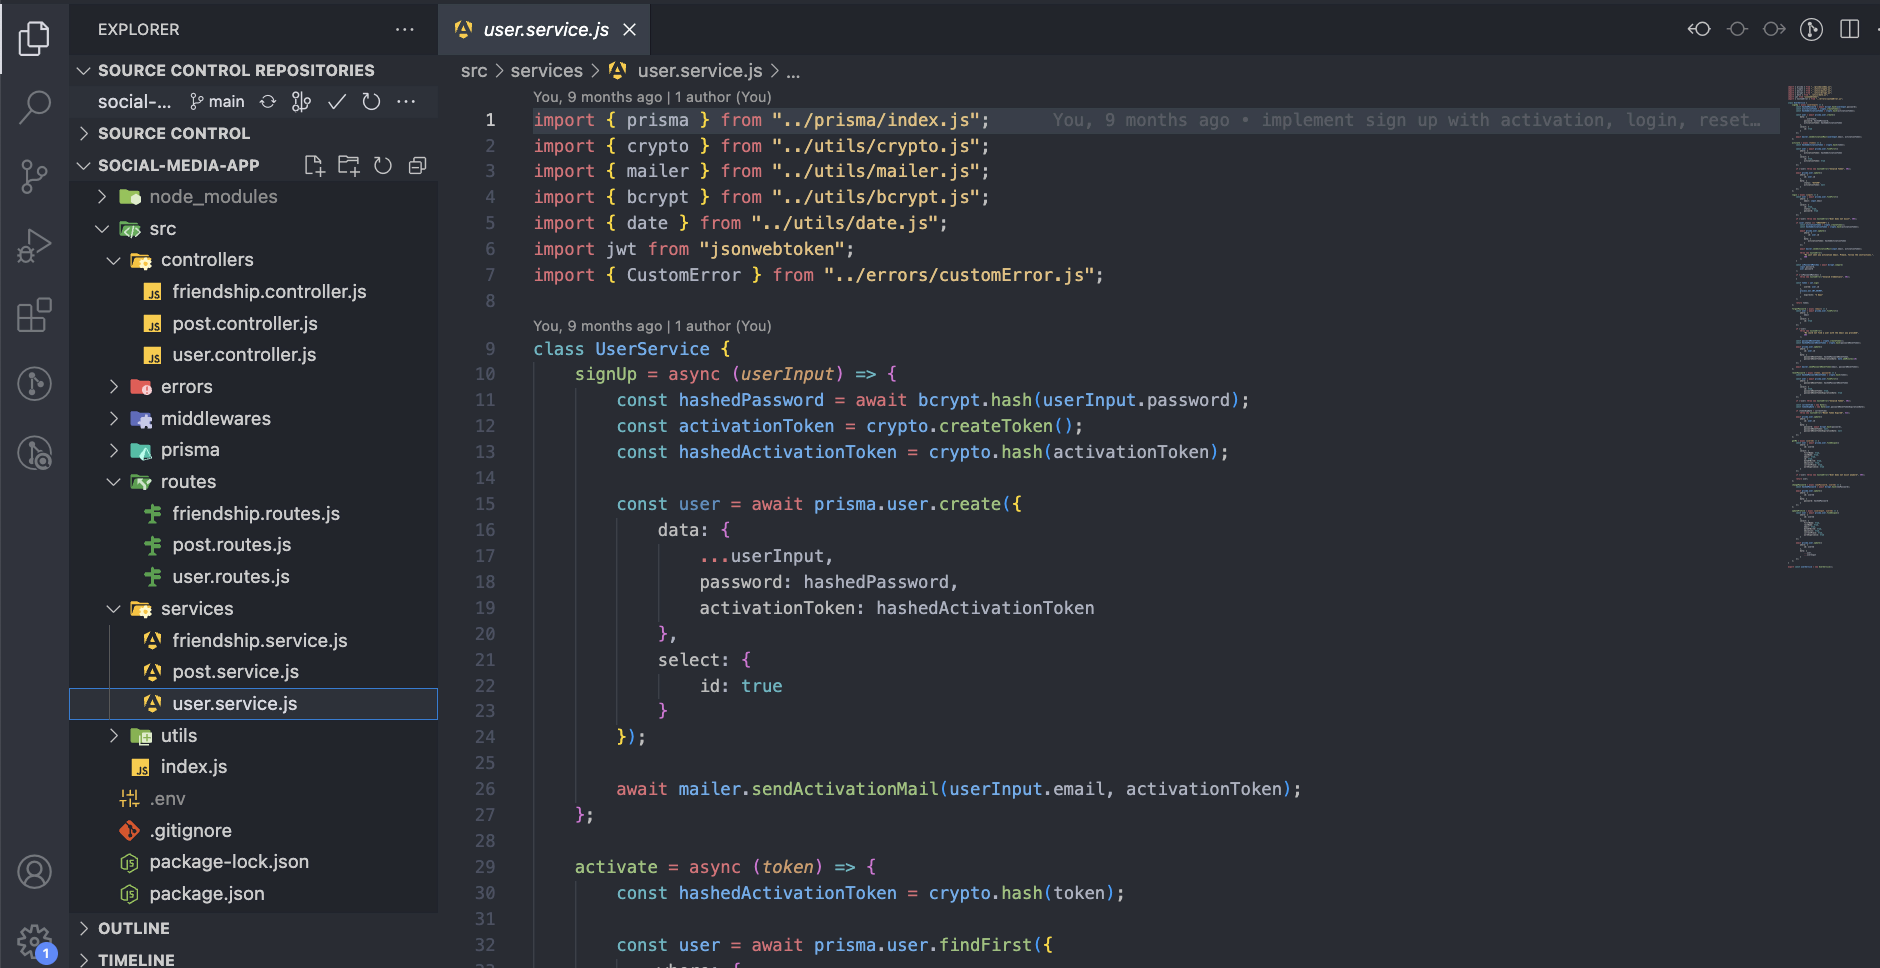 EXPLORER
SOURCE CONTROL REPOSITORIES
social-... main
SOURCE CONTROL
SOCIAL-MEDIA-APP
node_modules
src
controllers
friendship.controller.js
post.controller.js
user.controller.js
errors
middlewares
prisma
routes
friendship.routes.js
post.routes.js
user.routes.js
services
friendship.service.js
post.service.js
user.service.js
utils
index.js
.env
.gitignore
package-lock.json
package.json
OUTLINE
TIMELINE
1
user.service.js
src > services > user.service.js > ...
You, 9 months ago | 1 author (You)
1 import { prisma } from "../prisma/index.js"; You, 9 months ago • implement sign up with activation, login, reset…
2 import { crypto } from "../utils/crypto.js";
3 import { mailer } from "../utils/mailer.js";
4 import { bcrypt } from "../utils/bcrypt.js";
5 import { date } from "../utils/date.js";
6 import jwt from "jsonwebtoken";
7 import { CustomError } from "../errors/customError.js";
8
You, 9 months ago | 1 author (You)
9 class UserService {
10 signUp = async (userInput) => {
11 const hashedPassword = await bcrypt.hash(userInput.password);
12 const activationToken = crypto.createToken();
13 const hashedActivationToken = crypto.hash(activationToken);
14
15 const user = await prisma.user.create({
16 data: {
17 ...userInput,
18 password: hashedPassword,
19 activationToken: hashedActivationToken
20 },
21 select: {
22 id: true
23 }
24 });
25
26 await mailer.sendActivationMail(userInput.email, activationToken);
27 };
28
29 activate = async (token) => {
30 const hashedActivationToken = crypto.hash(token);
31
32 const user = await prisma.user.findFirst({